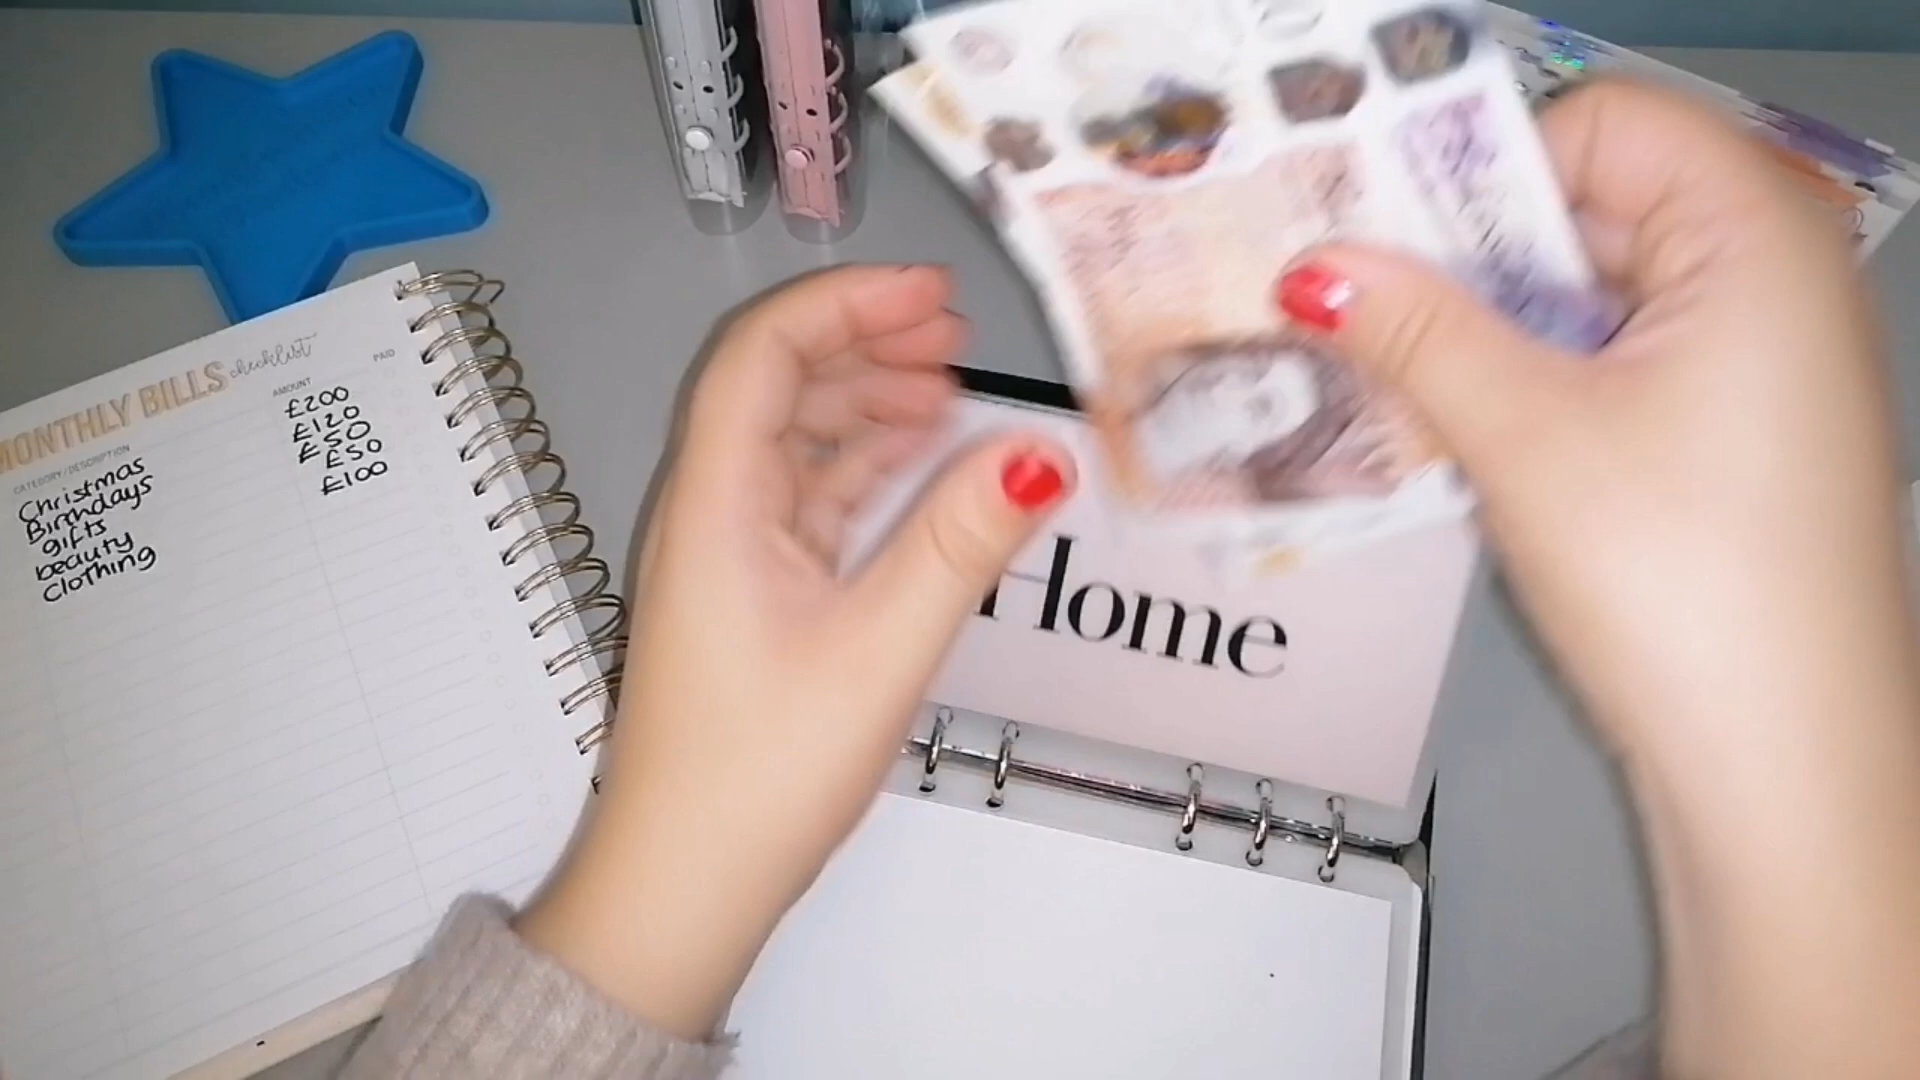 MONTHLY BILLS checklist
CATEGORY/DESCRIPTION AMOUNT PAID
Christmas £200
Birthdays £120
gifts £50
beauty £50
clothing £100
Home